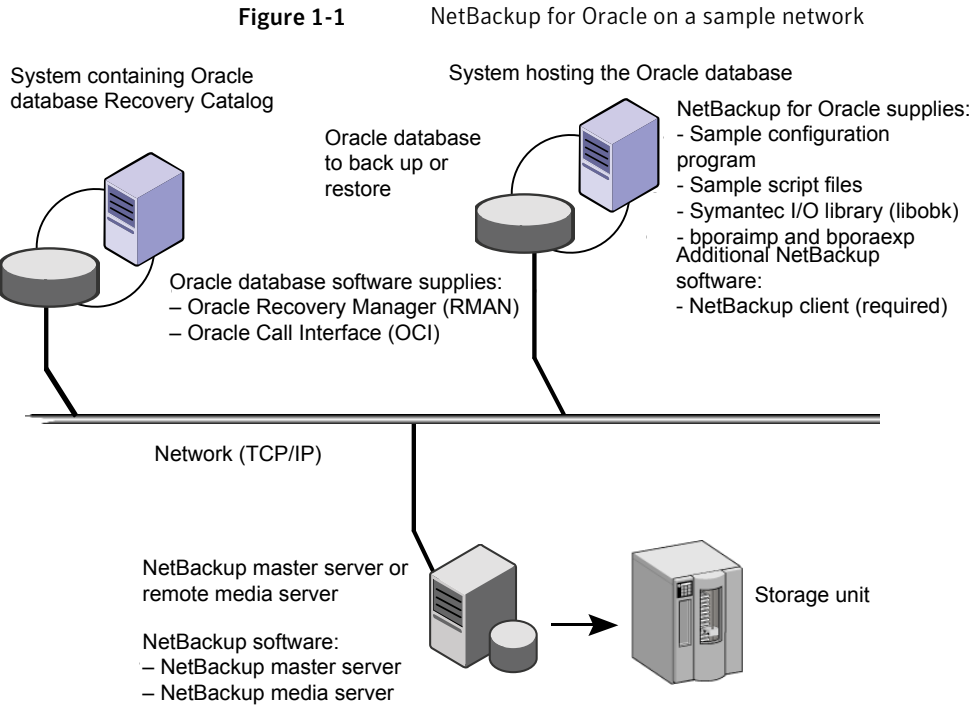 Figure 1-1 NetBackup for Oracle on a sample network
System containing Oracle
database Recovery Catalog
System hosting the Oracle database
Oracle database
to back up or
restore
NetBackup for Oracle supplies:
- Sample configuration
program
- Sample script files
- Symantec I/O library (libobk)
- bporaimp and bporaexp
Additional NetBackup
software:
- NetBackup client (required)
Oracle database software supplies:
– Oracle Recovery Manager (RMAN)
– Oracle Call Interface (OCI)
Network (TCP/IP)
NetBackup master server or
remote media server
NetBackup software:
– NetBackup master server
– NetBackup media server
Storage unit